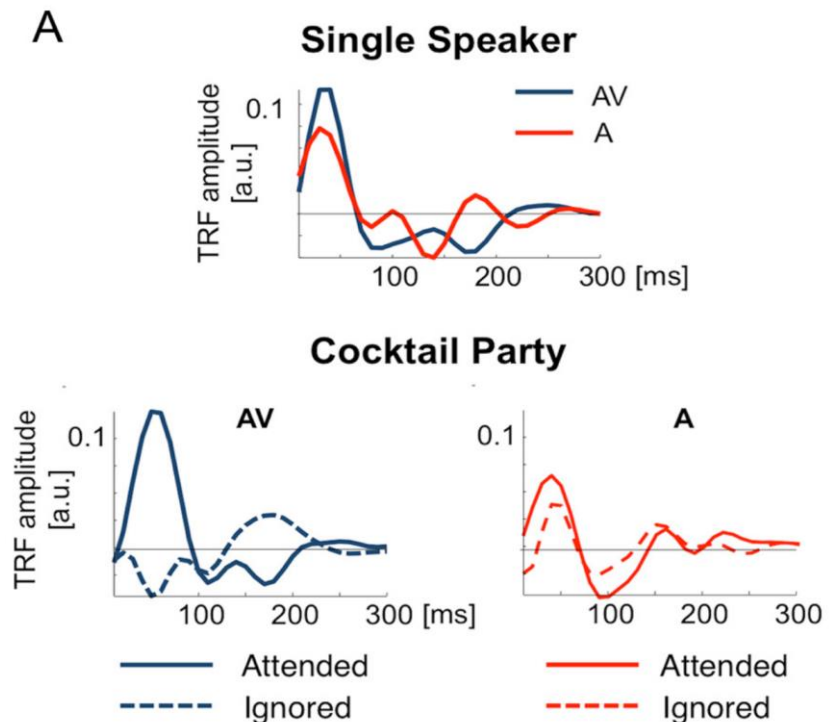 A
Single Speaker
AV
A
0.1
TRF amplitude
[a.u.]
100 200 300 [ms]
Cocktail Party
AV
A
0.1
0.1
TRF amplitude
[a.u.]
100 200 300 [ms]
100 200 300
Attended
Ignored
Attended
Ignored